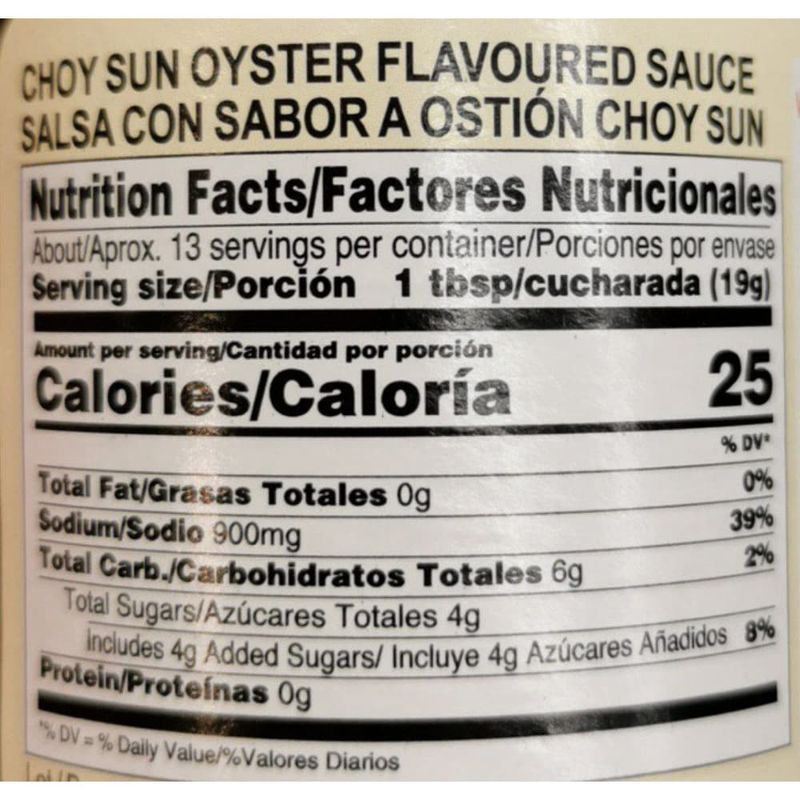 CHOY SUN OYSTER FLAVOURED SAUCE
SALSA CON SABOR A OSTIÓN CHOY SUN
Nutrition Facts/Factores Nutricionales
About/Aprox. 13 servings per container/Porciones por envase
Serving size/Porción 1 tbsp/cucharada (19g)
Amount per serving/Cantidad por porción
Calories/Caloría 25
% DV*
Total Fat/Grasas Totales 0g 0%
Sodium/Sodio 900mg 39%
Total Carb./Carbohidratos Totales 6g 2%
Total Sugars/Azúcares Totales 4g
Includes 4g Added Sugars/ Incluye 4g Azúcares Añadidos 8%
Protein/Proteínas 0g
*% DV = % Daily Value/%Valores Diarios